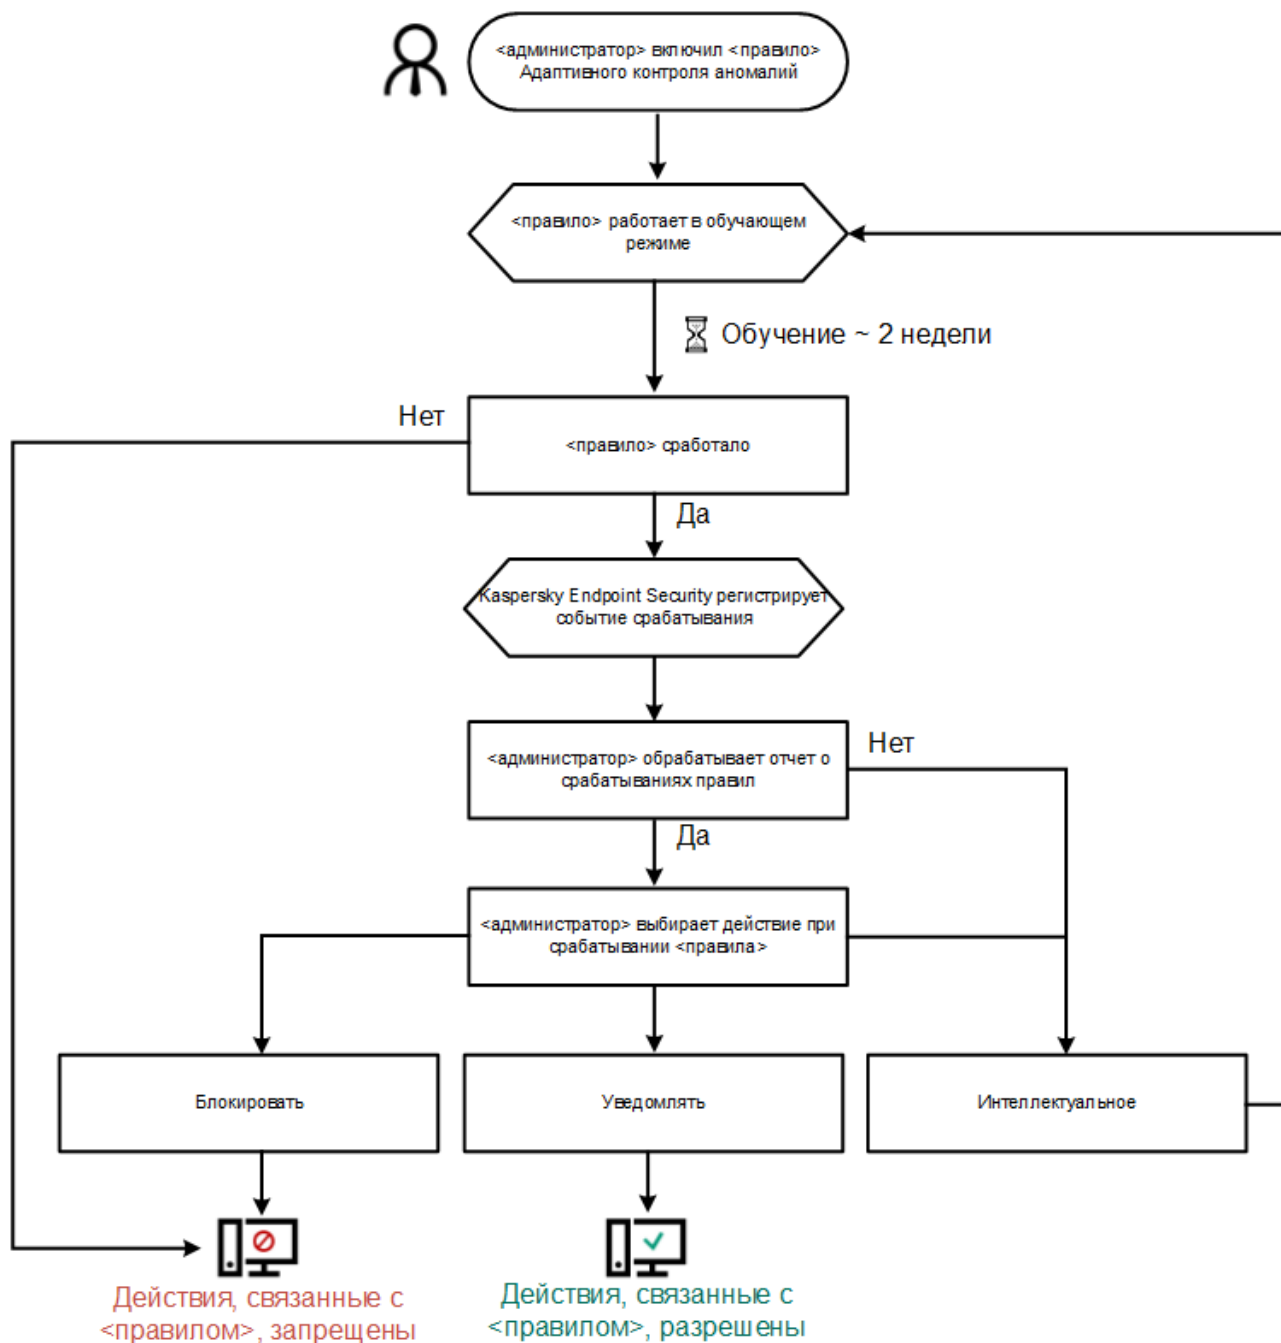 <администратор> включил <правило>
Адаптивного контроля аномалий
<правило> работает в обучающем
режиме
Обучение ~ 2 недели
Нет
<правило> сработало
Да
Kaspersky Endpoint Security регистрирует
событие срабатывания
<администратор> обрабатывает отчет о
срабатываниях правил
Нет
Да
<администратор> выбирает действие при
срабатывании <правила>
Блокировать
Уведомлять
Интеллектуальное
Действия, связанные с
<правилом>, запрещены
Действия, связанные с
<правилом>, разрешены